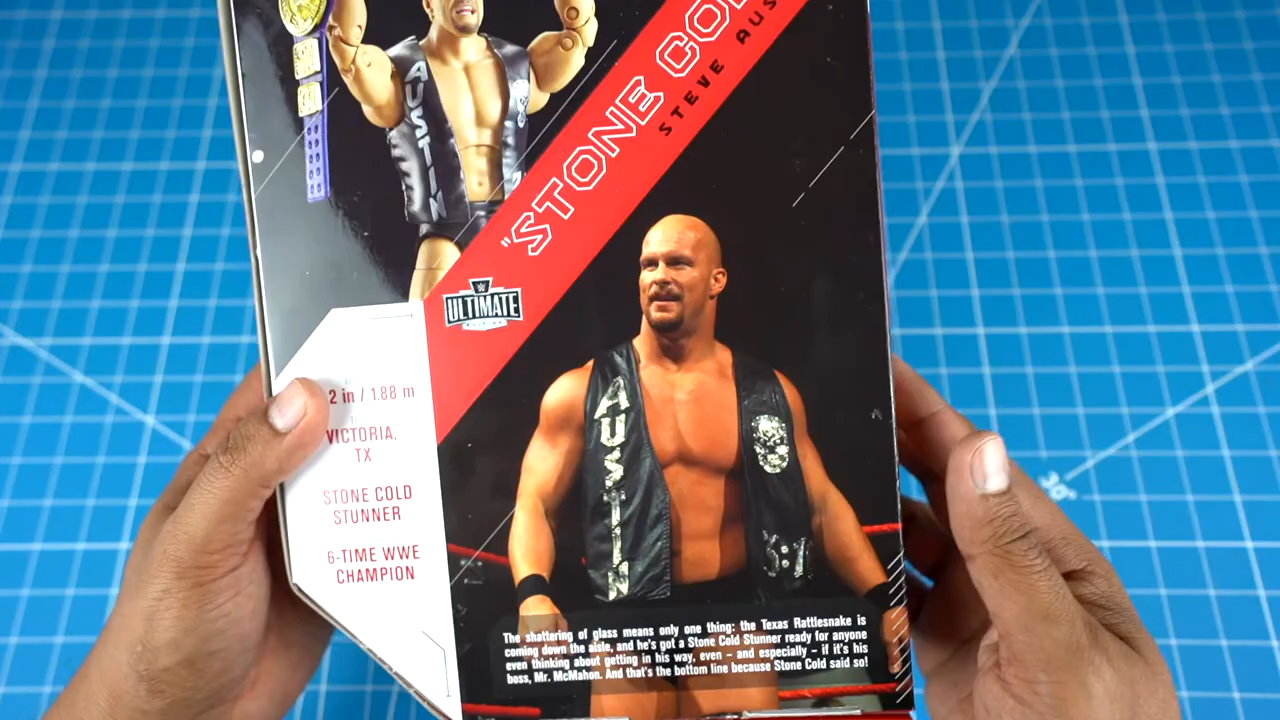 "STONE COL
STEVE AUS
AUSTIN
W
ULTIMATE
2 in / 1.88 m
VICTORIA,
TX
STONE COLD
STUNNER
6-TIME WWE
CHAMPION
AUSTIN
3:1
The shattering of glass means only one thing: the Texas Rattlesnake is
coming down the aisle, and he's got a Stone Cold Stunner ready for anyone
even thinking about getting in his way, even – and especially – if it's his
boss, Mr. McMahon. And that's the bottom line because Stone Cold said so!